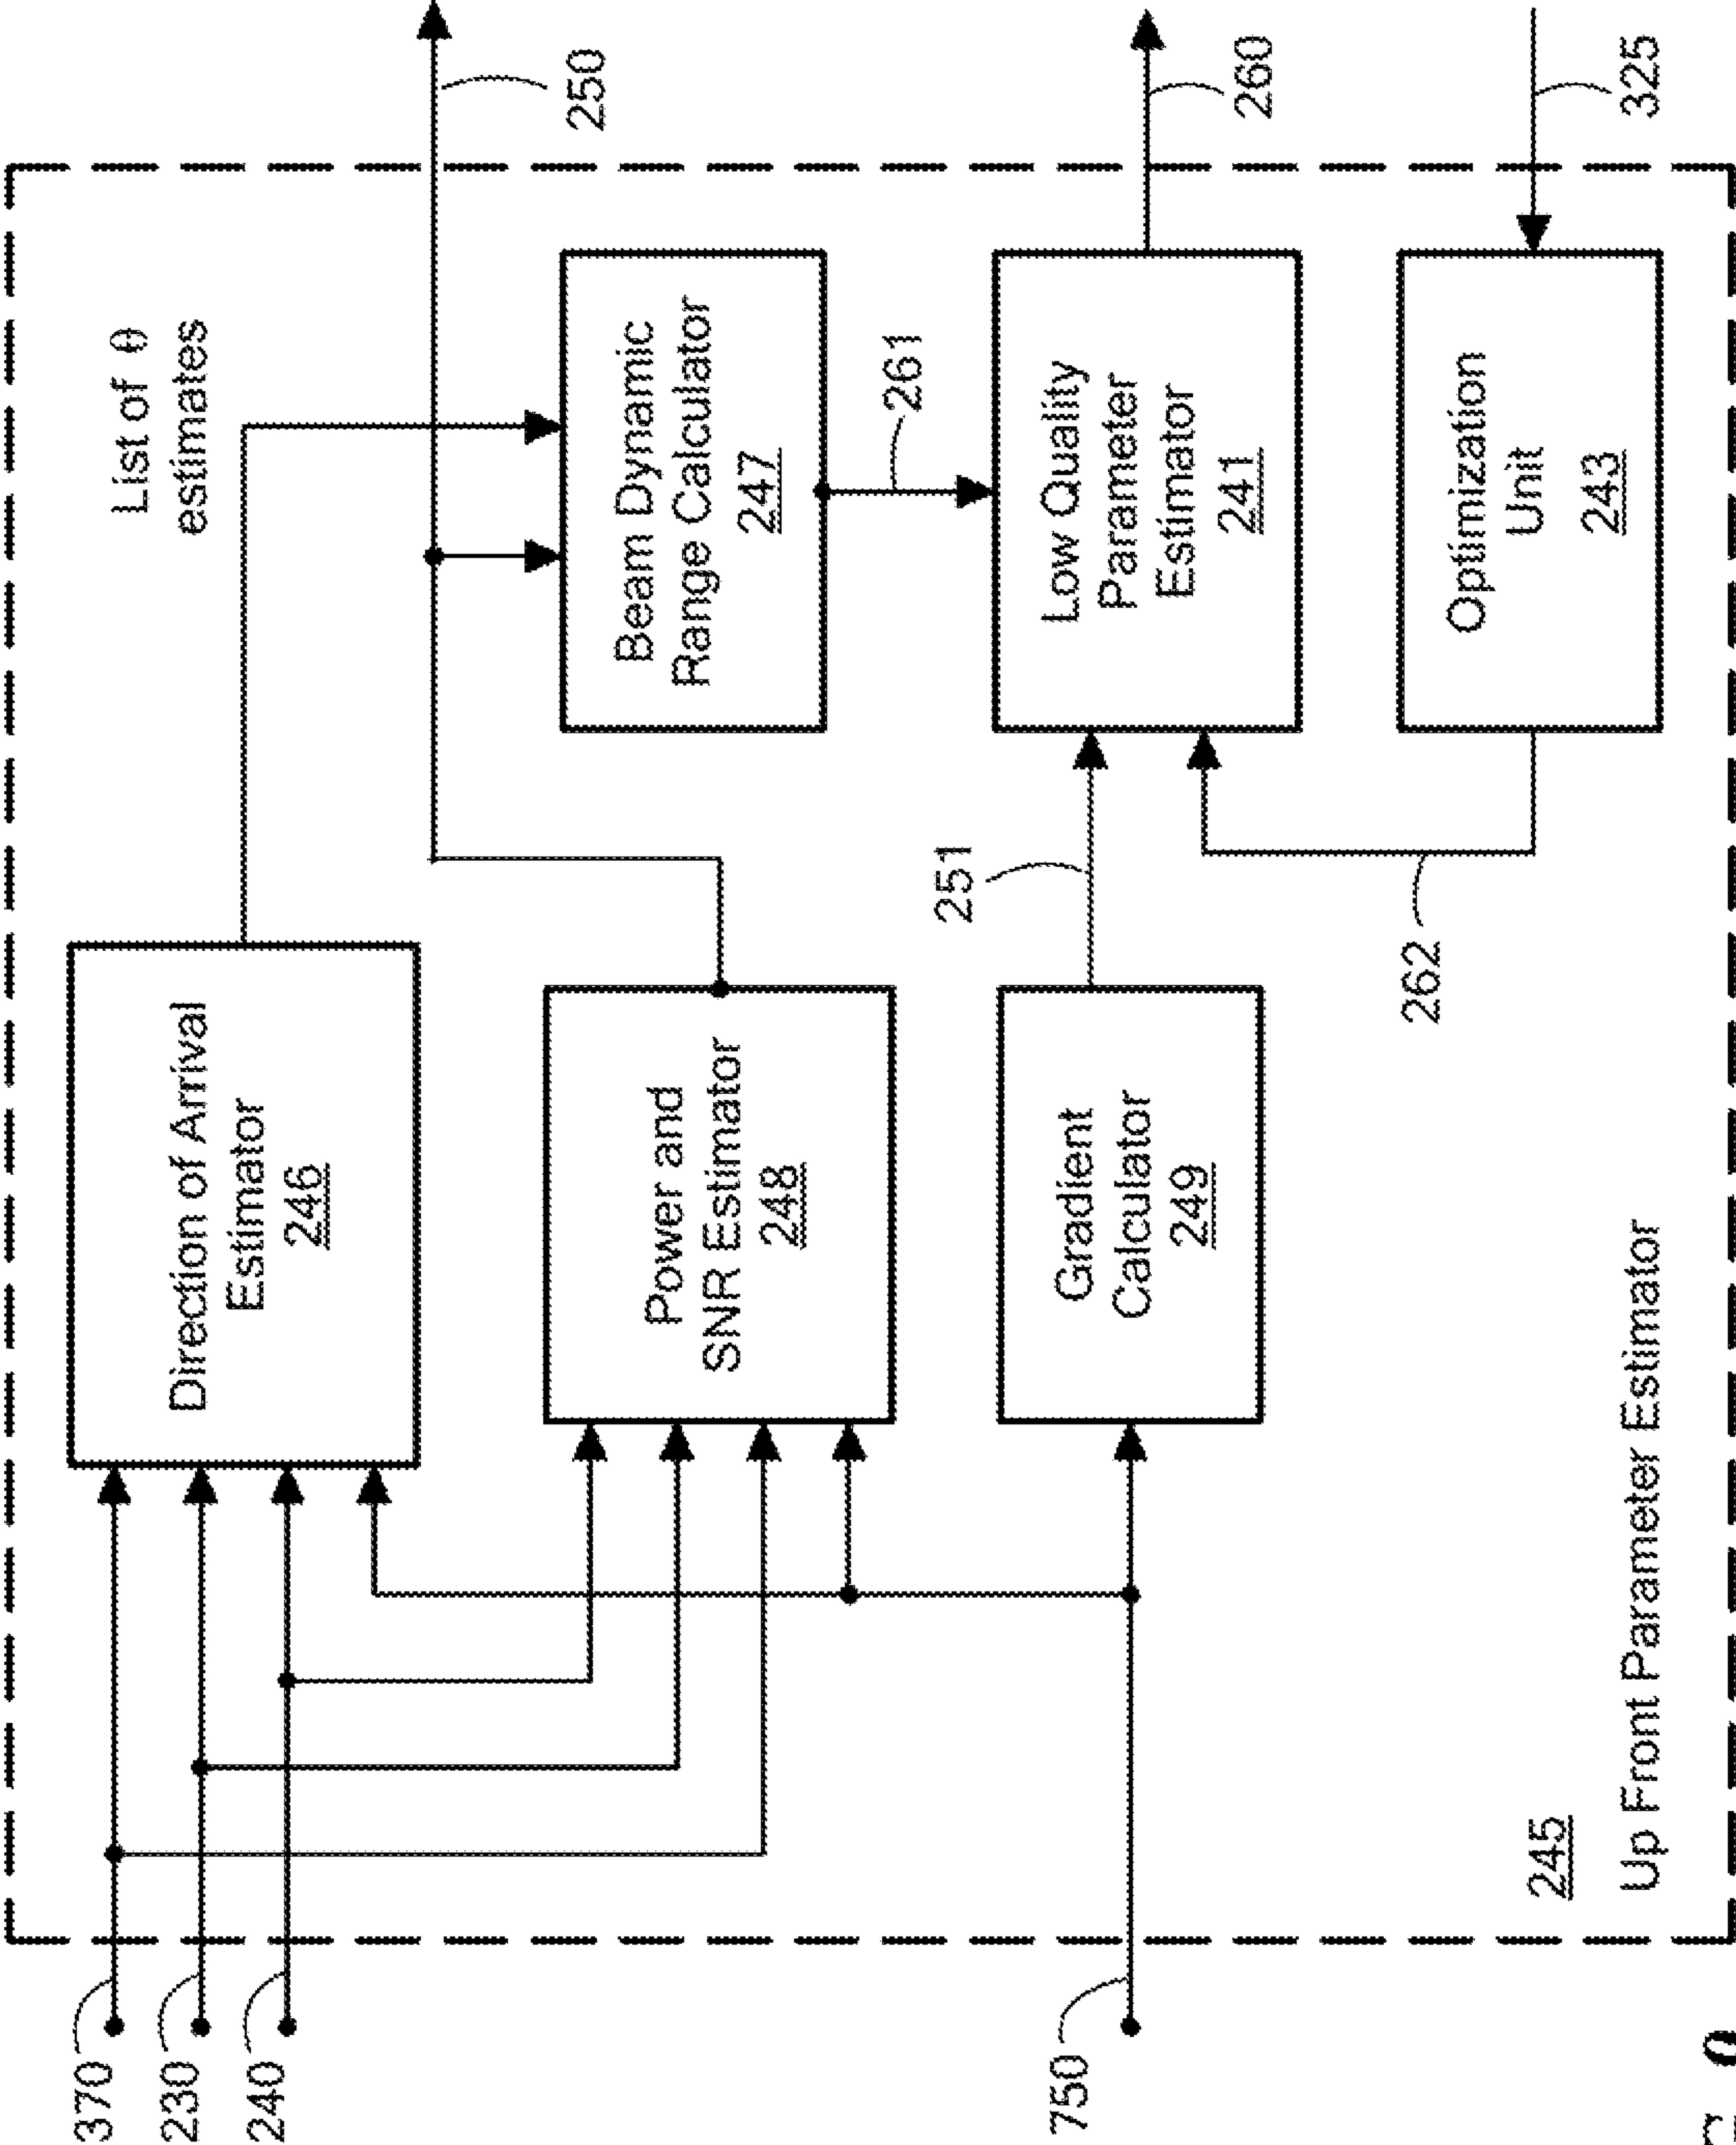 370
230
240
750
Direction of Arrival
Estimator
246
Power and
SNR Estimator
248
Gradient
Calculator
249
List of θ
estimates
Beam Dynamic
Range Calculator
247
Low Quality
Parameter
Estimator
241
Optimization
Unit
243
250
251
261
260
262
325
245
Up Front Parameter Estimator